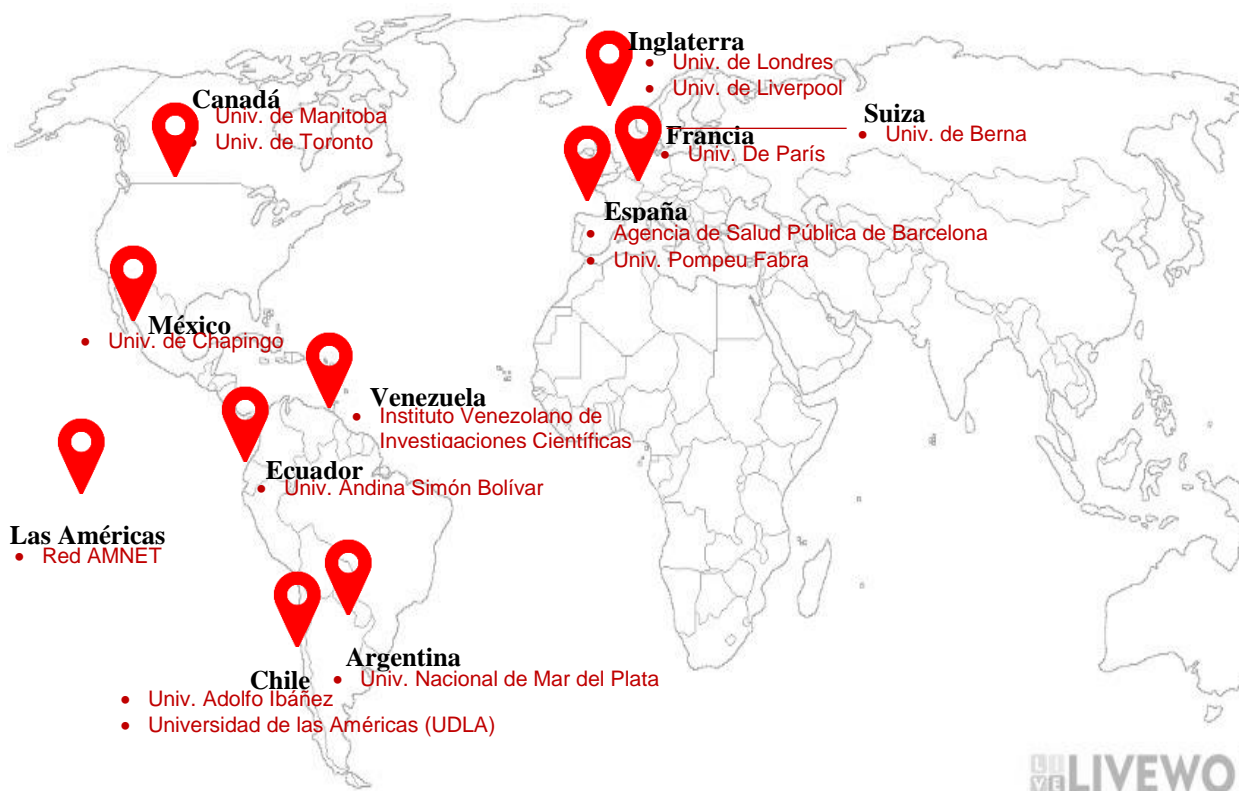 Inglaterra
• Univ. de Londres
• Univ. de Liverpool
Canadá
• Univ. de Manitoba
• Univ. de Toronto
Suiza
• Univ. de Berna
Francia
• Univ. De París
España
• Agencia de Salud Pública de Barcelona
• Univ. Pompeu Fabra
México
• Univ. de Chapingo
Venezuela
• Instituto Venezolano de
Investigaciones Científicas
Ecuador
• Univ. Andina Simón Bolívar
Las Américas
• Red AMNET
Argentina
• Univ. Nacional de Mar del Plata
Chile
• Univ. Adolfo Ibáñez
• Universidad de las Américas (UDLA)
LIVE LIVEWO